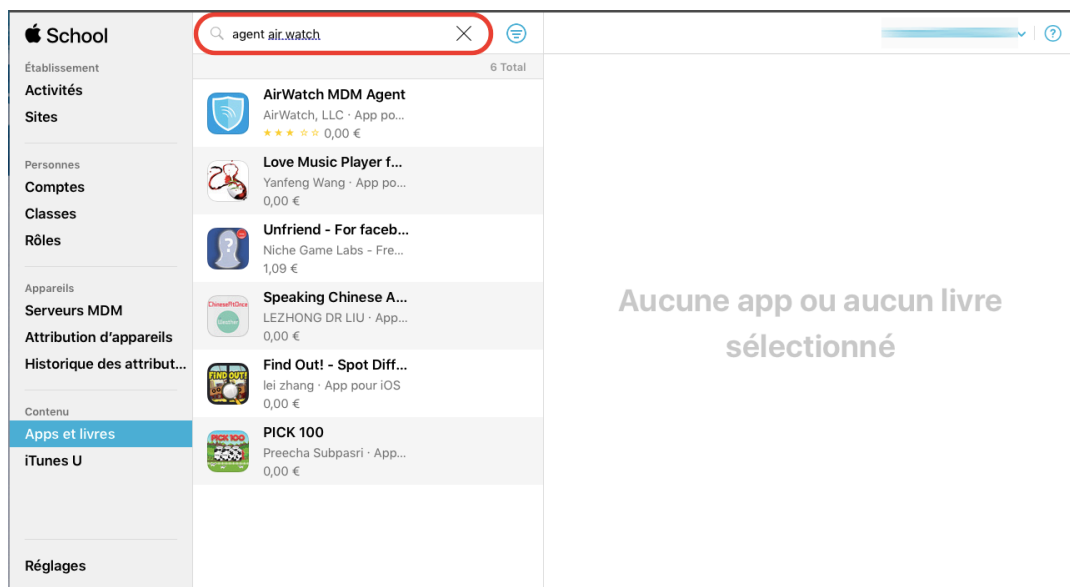 School
Établissement
Activités
Sites
Personnes
Comptes
Classes
Rôles
Appareils
Serveurs MDM
Attribution d'appareils
Historique des attribut...
Contenu
Apps et livres
iTunes U
Réglages
agent air watch
6 Total
AirWatch MDM Agent
AirWatch, LLC · App po...
★★★☆☆ 0,00 €
Love Music Player f...
Yanfeng Wang · App po...
0,00 €
Unfriend - For faceb...
Niche Game Labs - Fre...
1,09 €
Speaking Chinese A...
LEZHONG DR LIU · App...
0,00 €
Find Out! - Spot Diff...
lei zhang · App pour iOS
0,00 €
PICK 100
Preecha Subpasri · App...
0,00 €
FIND OUT!
PICK 100
?
Aucune app ou aucun livre
sélectionné